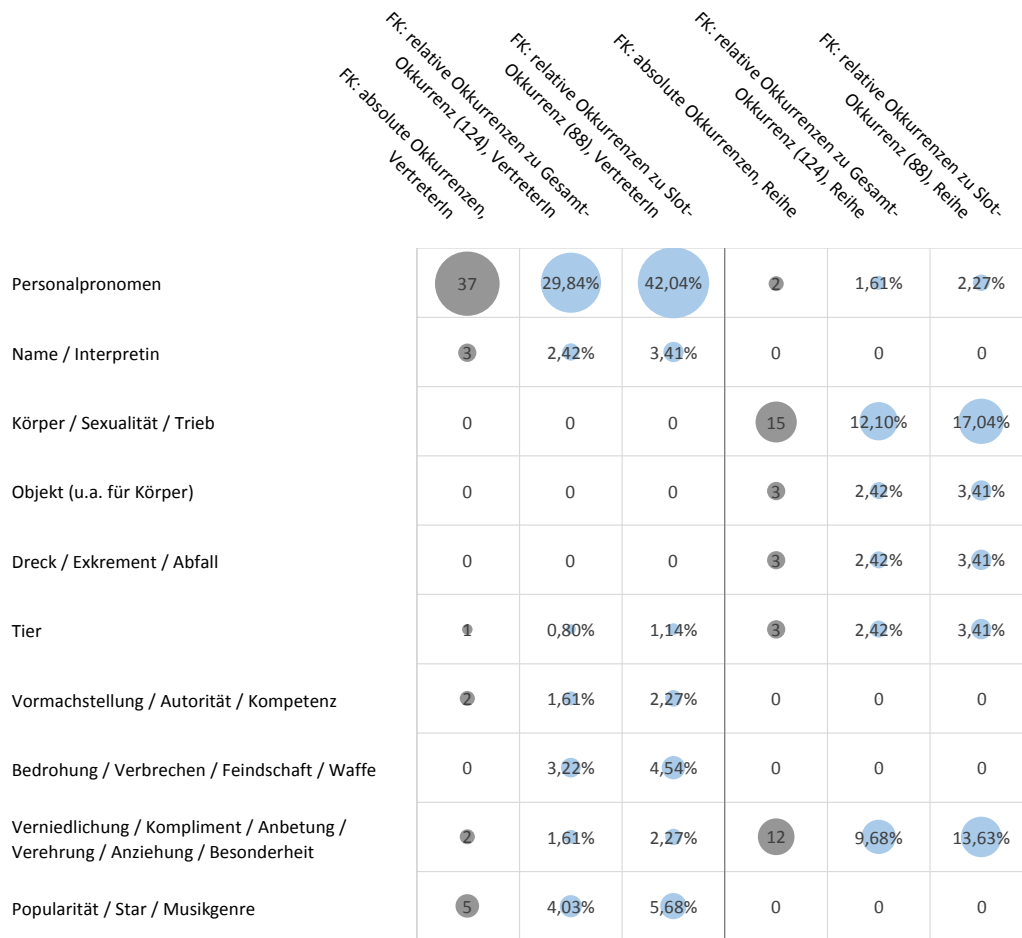 FK: absolute Okkurrenzen,
VertreterIn
FK: relative Okkurrenzen zu Gesamt-
Okkurrenz (124), VertreterIn
FK: relative Okkurrenzen zu Slot-
Okkurrenz (88), VertreterIn
FK: absolute Okkurrenzen, Reihe
FK: relative Okkurrenzen zu Gesamt-
Okkurrenz (124), Reihe
FK: relative Okkurrenzen zu Slot-
Okkurrenz (88), Reihe
Personalpronomen 37 29,84% 42,04% 2 1,61% 2,27%
Name / Interpretin 3 2,42% 3,41% 0 0 0
Körper / Sexualität / Trieb 0 0 0 15 12,10% 17,04%
Objekt (u.a. für Körper) 0 0 0 3 2,42% 3,41%
Dreck / Exkrement / Abfall 0 0 0 3 2,42% 3,41%
Tier 1 0,80% 1,14% 3 2,42% 3,41%
Vormachstellung / Autorität / Kompetenz 2 1,61% 2,27% 0 0 0
Bedrohung / Verbrechen / Feindschaft / Waffe 0 3,22% 4,54% 0 0 0
Verniedlichung / Kompliment / Anbetung /
Verehrung / Anziehung / Besonderheit 2 1,61% 2,27% 12 9,68% 13,63%
Popularität / Star / Musikgenre 5 4,03% 5,68% 0 0 0